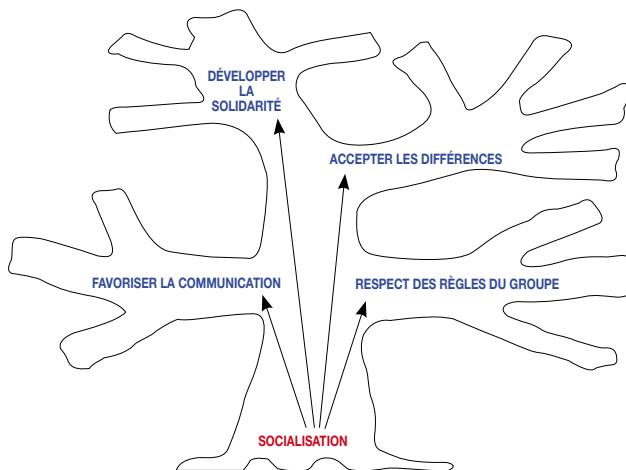 DÉVELOPPER
LA
SOLIDARITÉ
ACCEPTER LES DIFFÉRENCES
FAVORISER LA COMMUNICATION
RESPECT DES RÈGLES DU GROUPE
SOCIALISATION